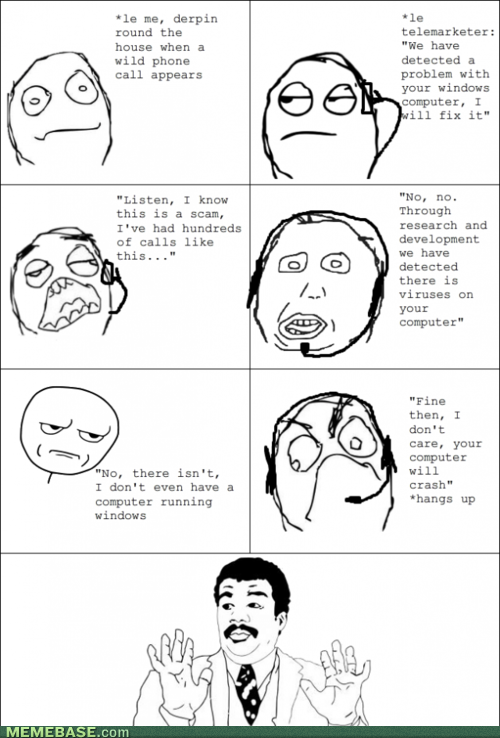 *le me, derpin
round the
house when a
wild phone
call appears
*le
telemarketer:
"We have
detected a
problem with
your windows
computer, I
will fix it"
"Listen, I know
this is a scam,
I've had hundreds
of calls like
this..."
"No, no.
Through
research and
development
we have
detected
there is
viruses on
your
computer"
"No, there isn't,
I don't even have a
computer running
windows
"Fine
then, I
don't
care, your
computer
will
crash"
*hangs up
MEMEBASE.com